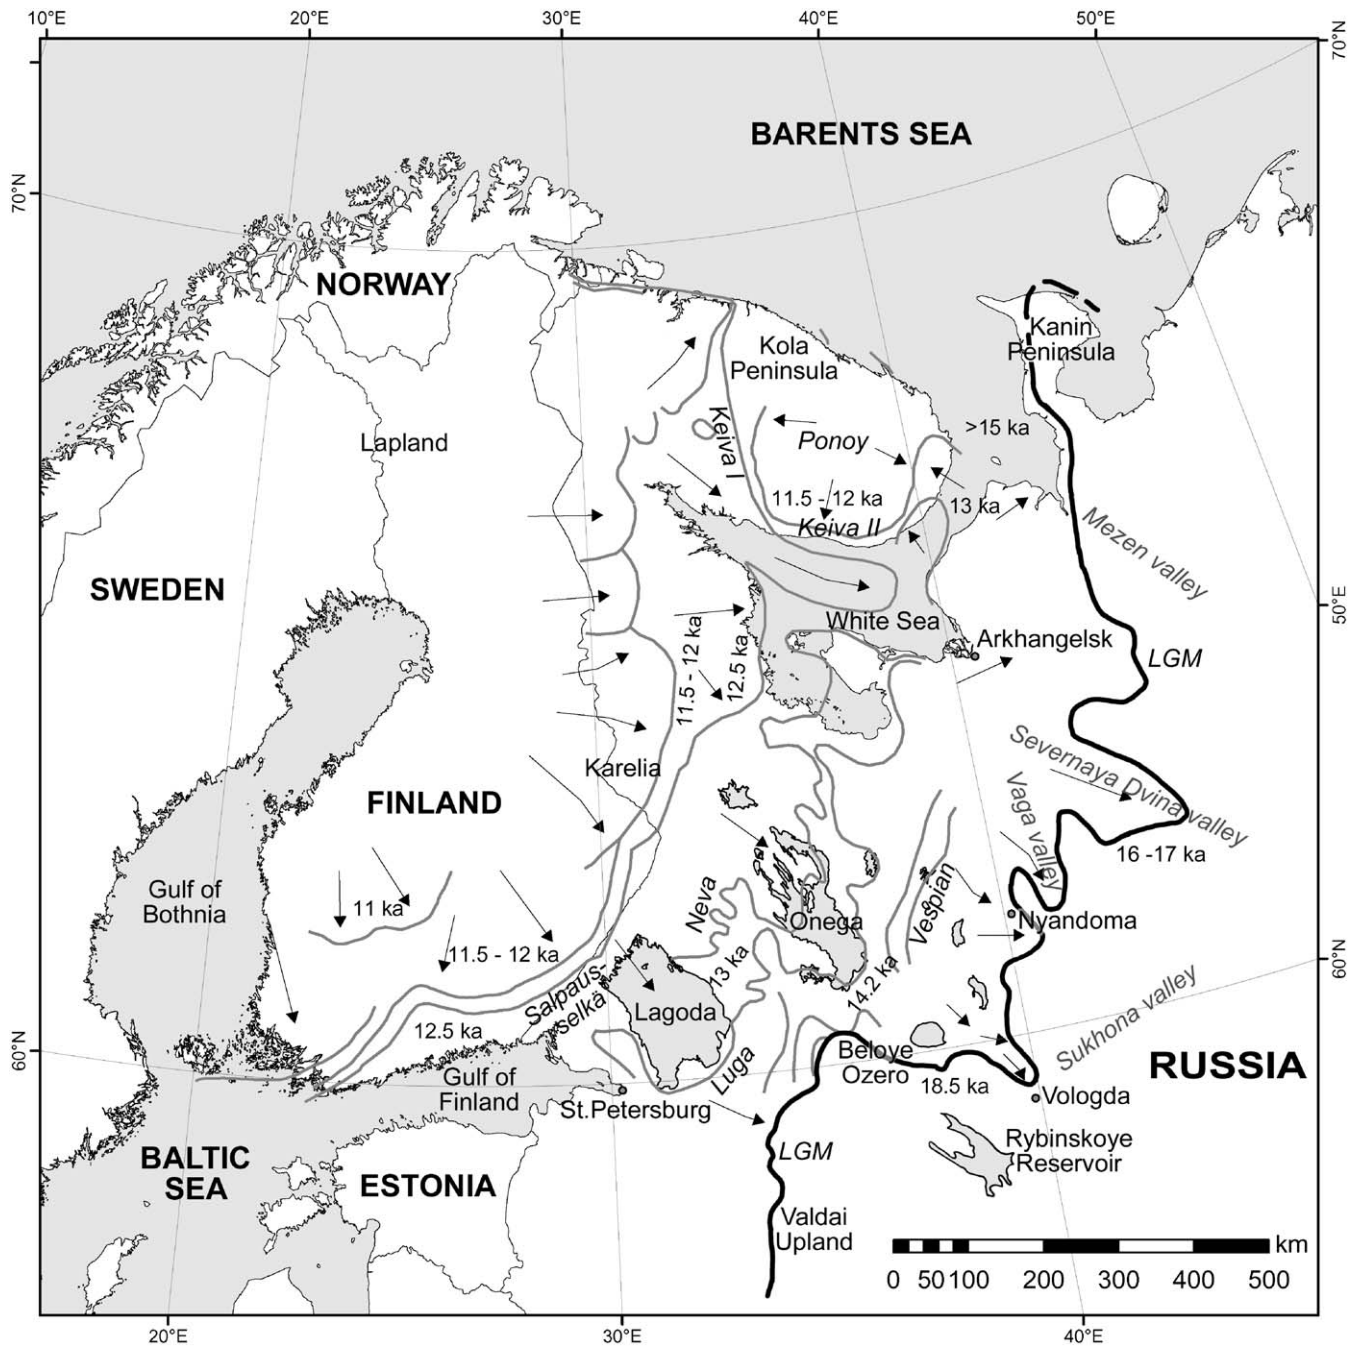 10°E
20°E
30°E
40°E
50°E
70°N
BARENTS SEA
70°N
NORWAY
Kanin
Peninsula
Kola
Peninsula
Lapland
Keiva I
Ponoy
>15 ka
11.5 - 12 ka
13 ka
Keiva II
Mezen valley
SWEDEN
50°E
White Sea
Arkhangelsk
LGM
11.5 - 12 ka
12.5 ka
Severnaya Dvina valley
Karelia
Vaga valley
FINLAND
16 -17 ka
Gulf of
Bothnia
11 ka
Neva
Onega
Vespian
Nyandoma
11.5 - 12 ka
13 ka
14.2 ka
60°N
Salpaus-
selkä
Lagoda
Sukhona valley
12.5 ka
60°N
Luga
Beloye
Ozero
RUSSIA
Gulf of
Finland
18.5 ka
St.Petersburg
Vologda
BALTIC
SEA
ESTONIA
LGM
Rybinskoye
Reservoir
Valdai
Upland
km
0 50 100 200 300 400 500
20°E
30°E
40°E